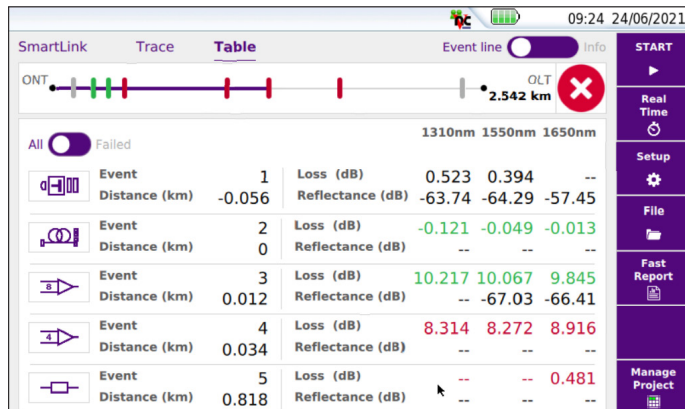 nc 09:24 24/06/2021
SmartLink Trace Table Event line Info START
ONT OLT
2.542 km
Real
Time
All Failed 1310nm 1550nm 1650nm
Setup
Event 1 Loss (dB) 0.523 0.394 --
Distance (km) -0.056 Reflectance (dB) -63.74 -64.29 -57.45
File
Event 2 Loss (dB) -0.121 -0.049 -0.013
Distance (km) 0 Reflectance (dB) -- -- --
Fast
Report
8 Event 3 Loss (dB) 10.217 10.067 9.845
Distance (km) 0.012 Reflectance (dB) -- -67.03 -66.41
4 Event 4 Loss (dB) 8.314 8.272 8.916
Distance (km) 0.034 Reflectance (dB) -- -- --
Manage
Project
Event 5 Loss (dB) -- -- 0.481
Distance (km) 0.818 Reflectance (dB) -- -- --